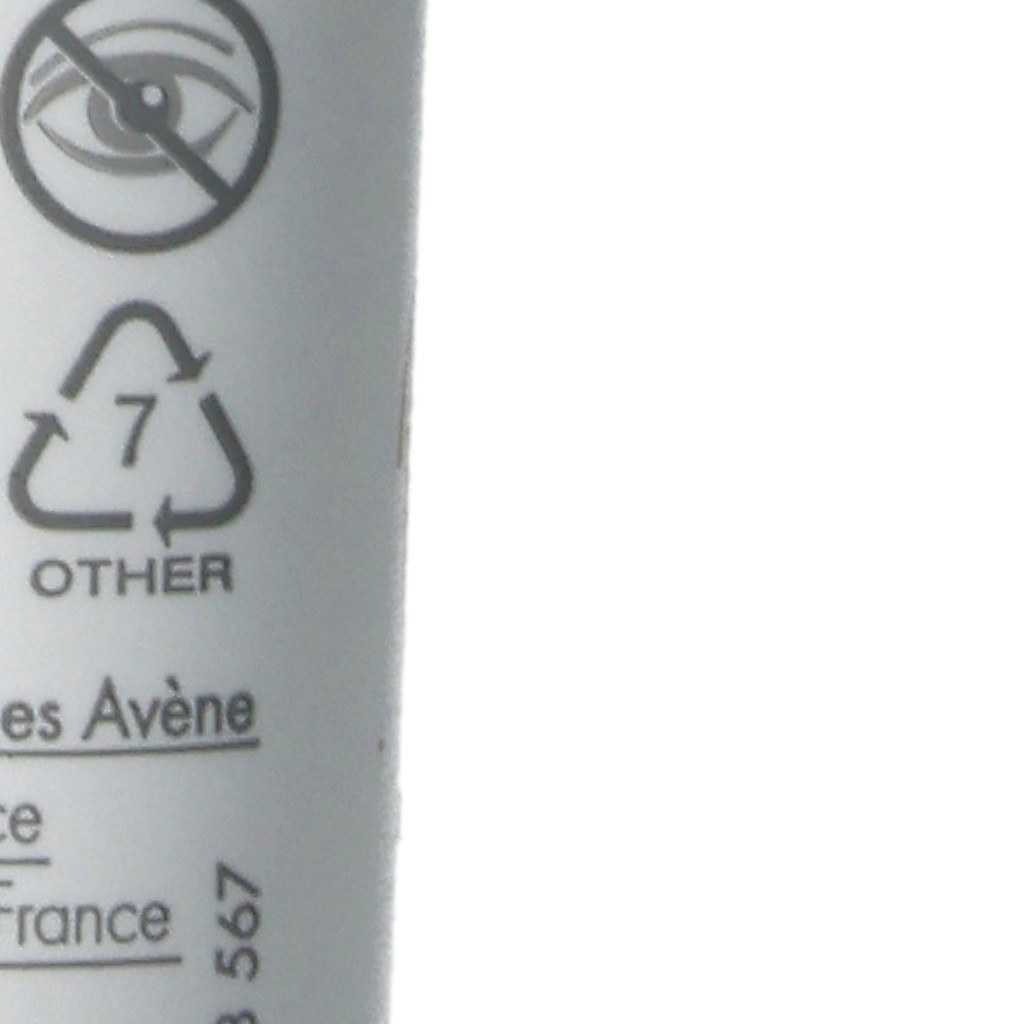 7
OTHER
es Avène
ce
France
567